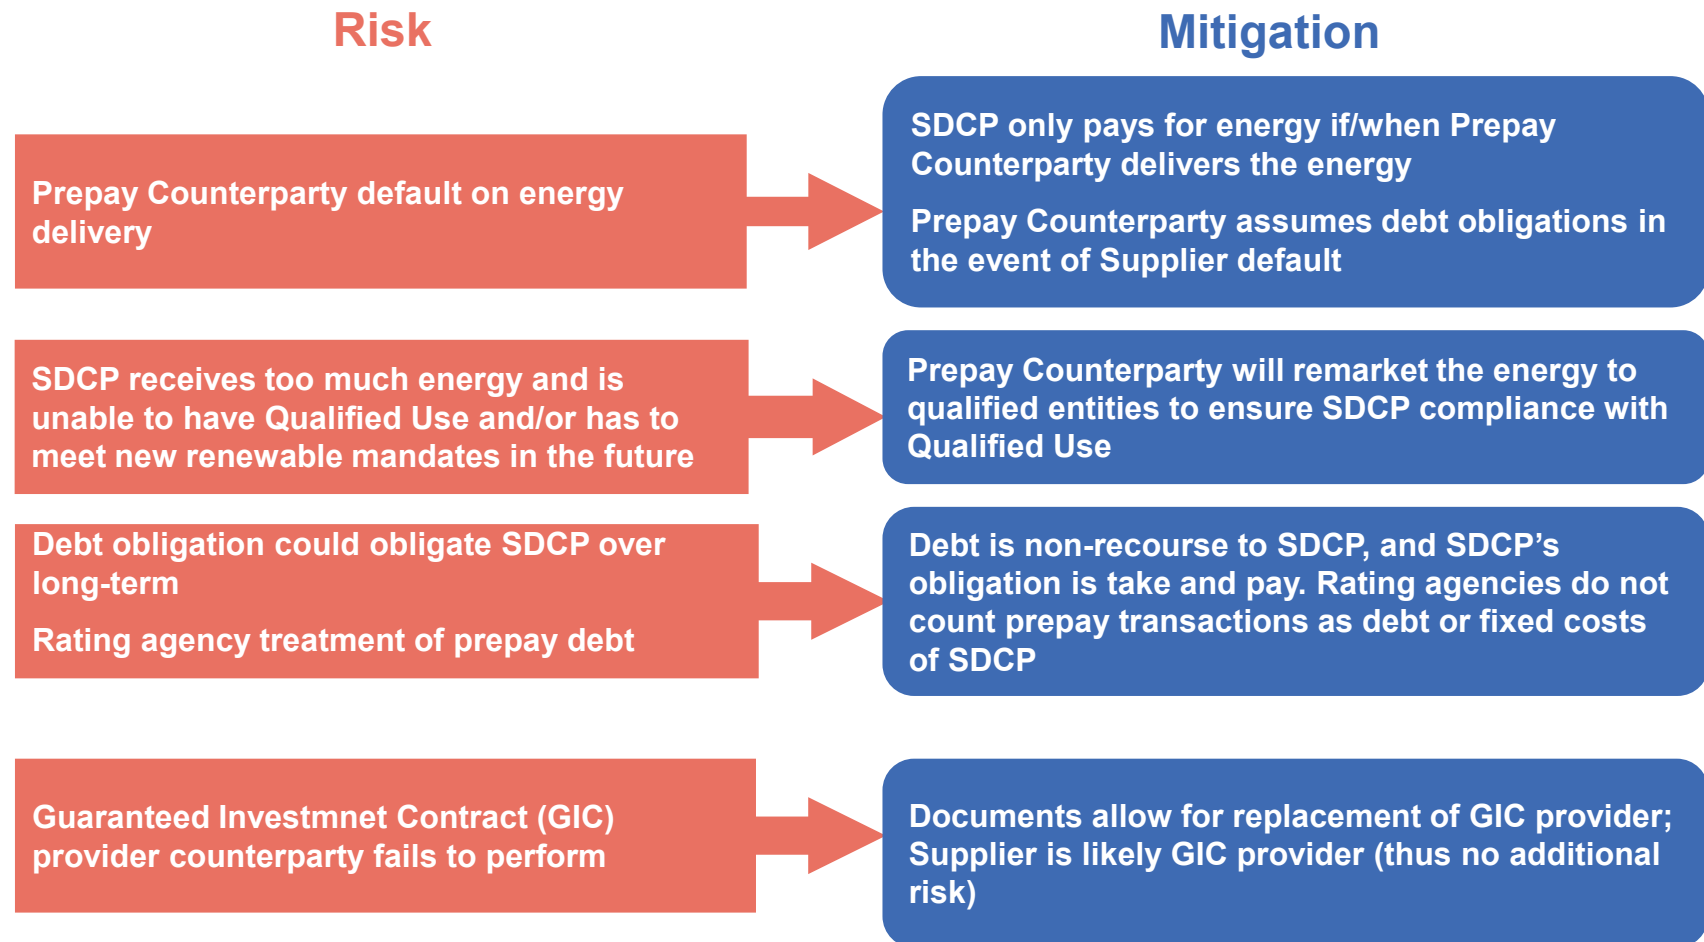 Risk
Mitigation
Prepay Counterparty default on energy
delivery
SDCP only pays for energy if/when Prepay
Counterparty delivers the energy
Prepay Counterparty assumes debt obligations in
the event of Supplier default
SDCP receives too much energy and is
unable to have Qualified Use and/or has to
meet new renewable mandates in the future
Prepay Counterparty will remarket the energy to
qualified entities to ensure SDCP compliance with
Qualified Use
Debt obligation could obligate SDCP over
long-term
Rating agency treatment of prepay debt
Debt is non-recourse to SDCP, and SDCP’s
obligation is take and pay. Rating agencies do not
count prepay transactions as debt or fixed costs
of SDCP
Guaranteed Investmnet Contract (GIC)
provider counterparty fails to perform
Documents allow for replacement of GIC provider;
Supplier is likely GIC provider (thus no additional
risk)